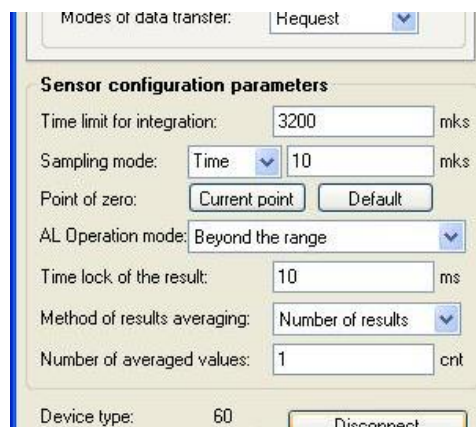 Modes of data transfer: Request
Sensor configuration parameters
Time limit for integration: 3200 mks
Sampling mode: Time 10 mks
Point of zero: Current point Default
AL Operation mode: Beyond the range
Time lock of the result: 10 ms
Method of results averaging: Number of results
Number of averaged values: 1 cnt
Device type: 60 Disconnect